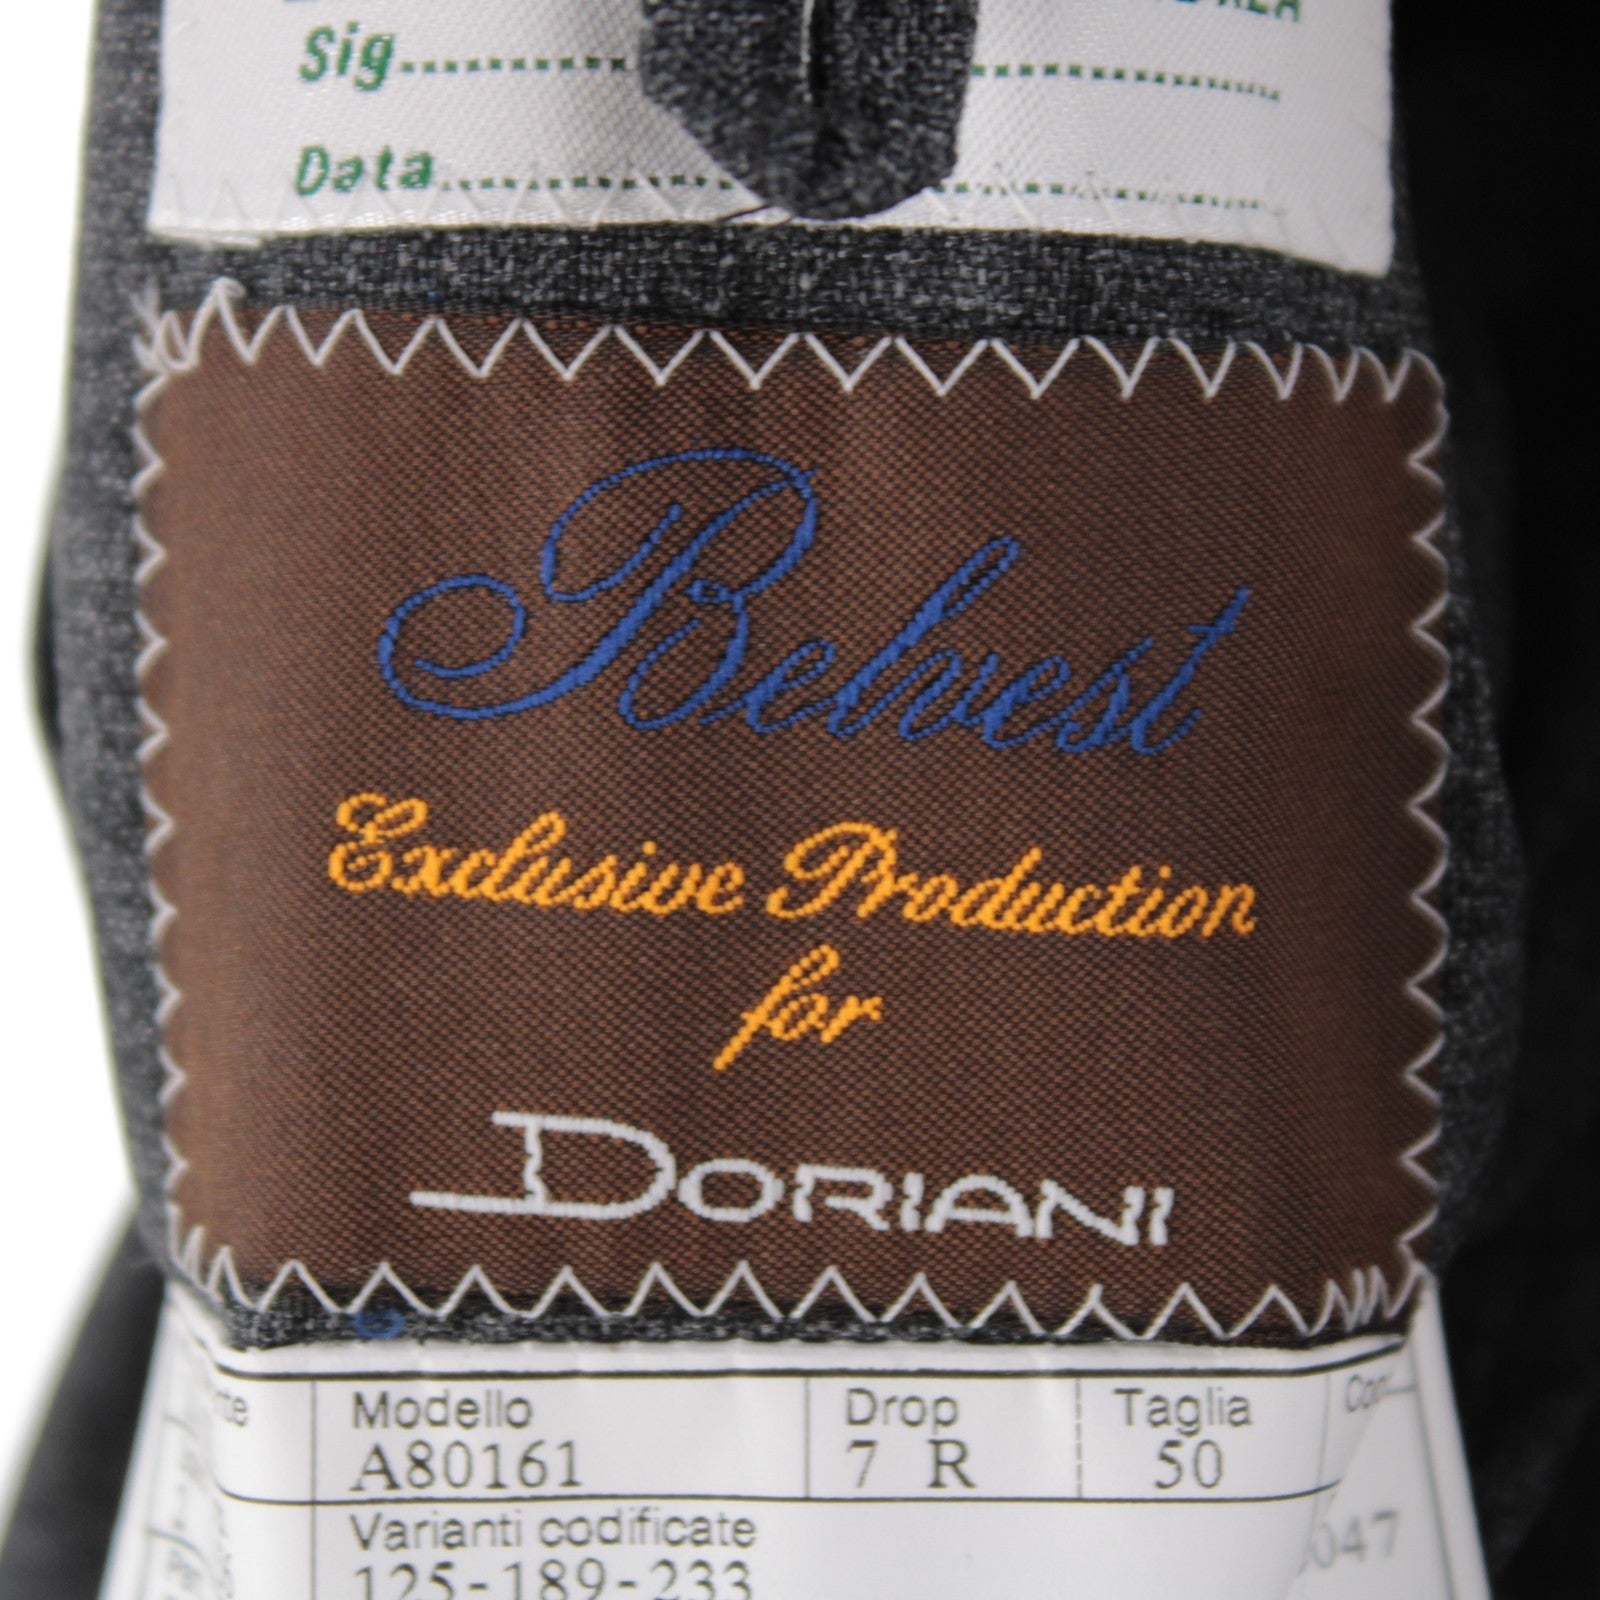 Sig
Data
Belvest
Exclusive Production
for
DORIANI
Modello Drop Taglia
A80161 7 R 50
Varianti codificate
125-189-233